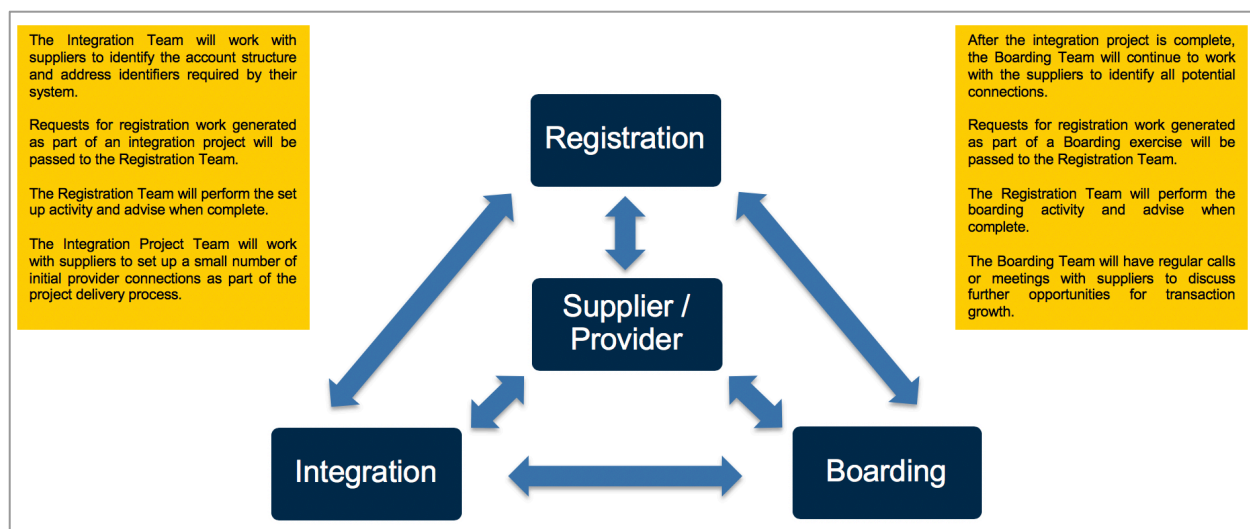 The Integration Team will work with
suppliers to identify the account structure
and address identifiers required by their
system.
Requests for registration work generated
as part of an integration project will be
passed to the Registration Team.
The Registration Team will perform the set
up activity and advise when complete.
The Integration Project Team will work
with suppliers to set up a small number of
initial provider connections as part of the
project delivery process.
After the integration project is complete,
the Boarding Team will continue to work
with the suppliers to identify all potential
connections.
Requests for registration work generated
as part of a Boarding exercise will be
passed to the Registration Team.
The Registration Team will perform the
boarding activity and advise when
complete.
The Boarding Team will have regular calls
or meetings with suppliers to discuss
further opportunities for transaction
growth.
Registration
Supplier /
Provider
Integration
Boarding